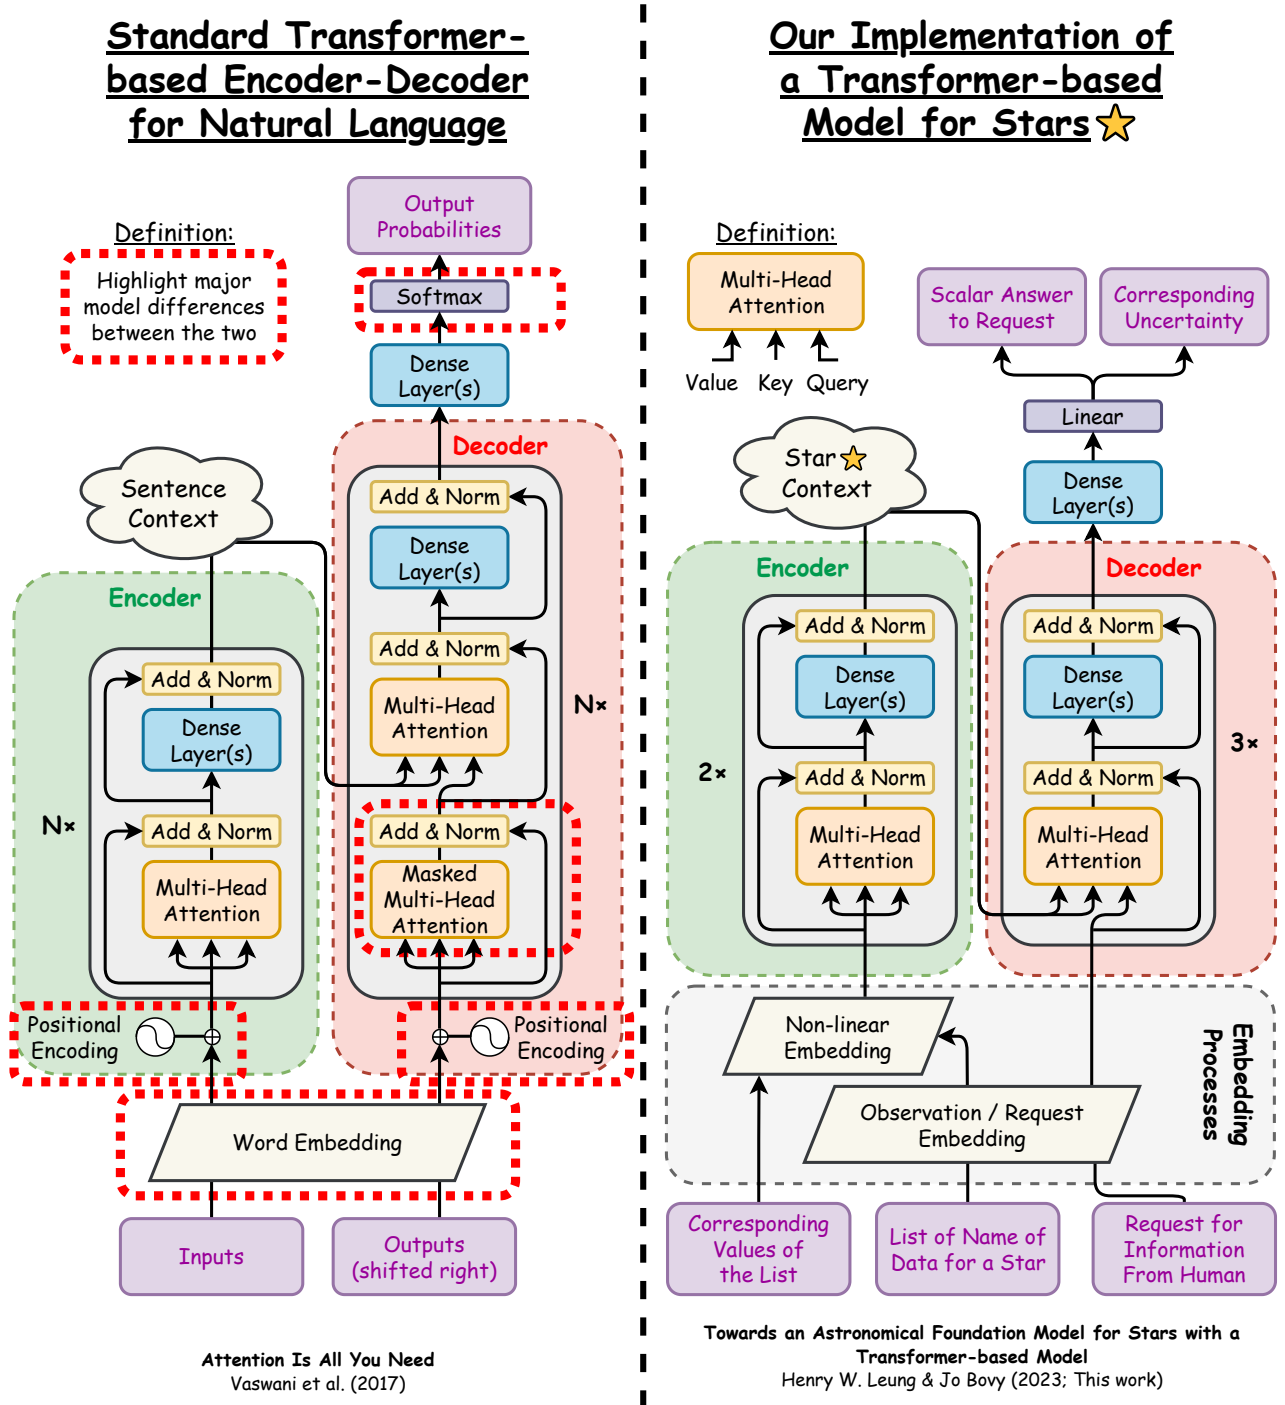 Standard Transformer-
based Encoder-Decoder
for Natural Language
Definition:
Highlight major
model differences
between the two
Output
Probabilities
Softmax
Dense
Layer(s)
Decoder
Add & Norm
Dense
Layer(s)
Add & Norm
Multi-Head
Attention
N×
Add & Norm
Masked
Multi-Head
Attention
Positional
Encoding
Sentence
Context
Encoder
Add & Norm
Dense
Layer(s)
N×
Add & Norm
Multi-Head
Attention
Positional
Encoding
Word Embedding
Inputs
Outputs
(shifted right)
Attention Is All You Need
Vaswani et al. (2017)
Our Implementation of
a Transformer-based
Model for Stars
Definition:
Multi-Head
Attention
Value
Key
Query
Scalar Answer
to Request
Corresponding
Uncertainty
Linear
Dense
Layer(s)
Star
Context
Encoder
Add & Norm
Dense
Layer(s)
2×
Add & Norm
Multi-Head
Attention
Decoder
Add & Norm
Dense
Layer(s)
3×
Add & Norm
Multi-Head
Attention
Non-linear
Embedding
Observation / Request
Embedding
Embedding
Processes
Corresponding
Values of
the List
List of Name of
Data for a Star
Request for
Information
From Human
Towards an Astronomical Foundation Model for Stars with a
Transformer-based Model
Henry W. Leung & Jo Bovy (2023; This work)